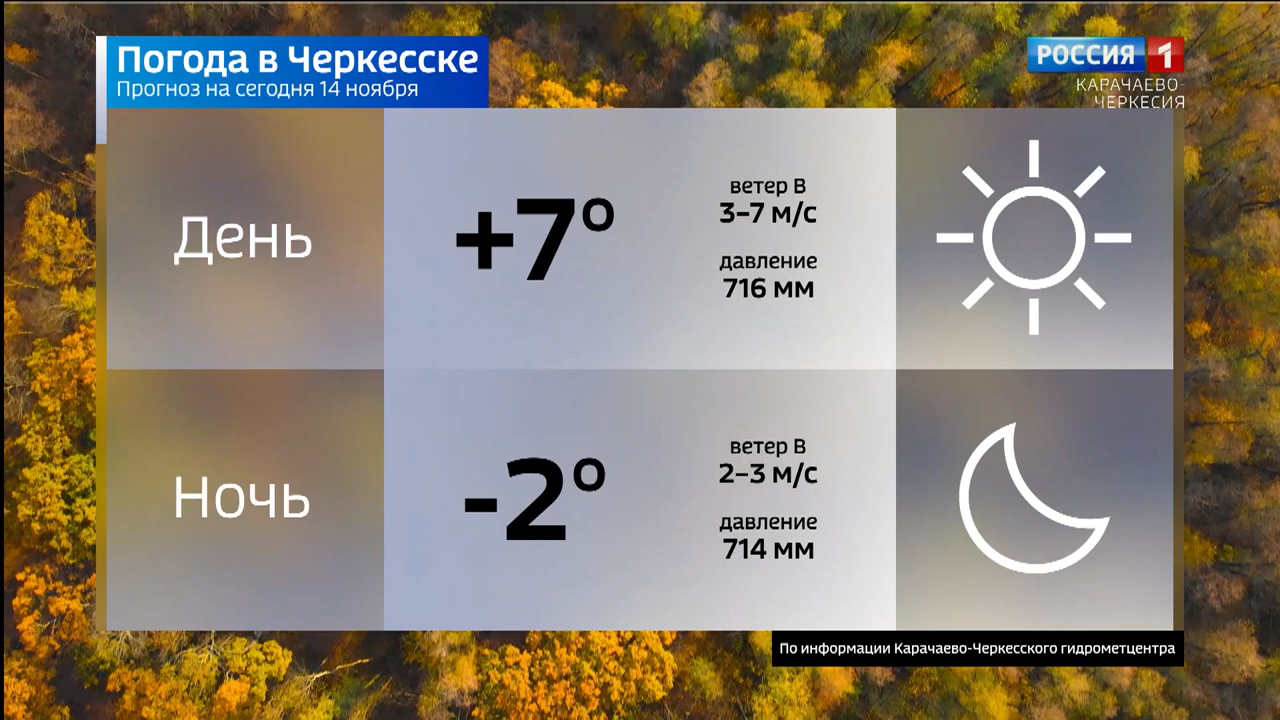 Погода в Черкесске
Прогноз на сегодня 14 ноября
РОССИЯ 1
КАРАЧАЕВО-
ЧЕРКЕСИЯ
День
+7°
ветер В
3–7 м/с
давление
716 мм
Ночь
-2°
ветер В
2–3 м/с
давление
714 мм
По информации Карачаево-Черкесского гидрометцентра